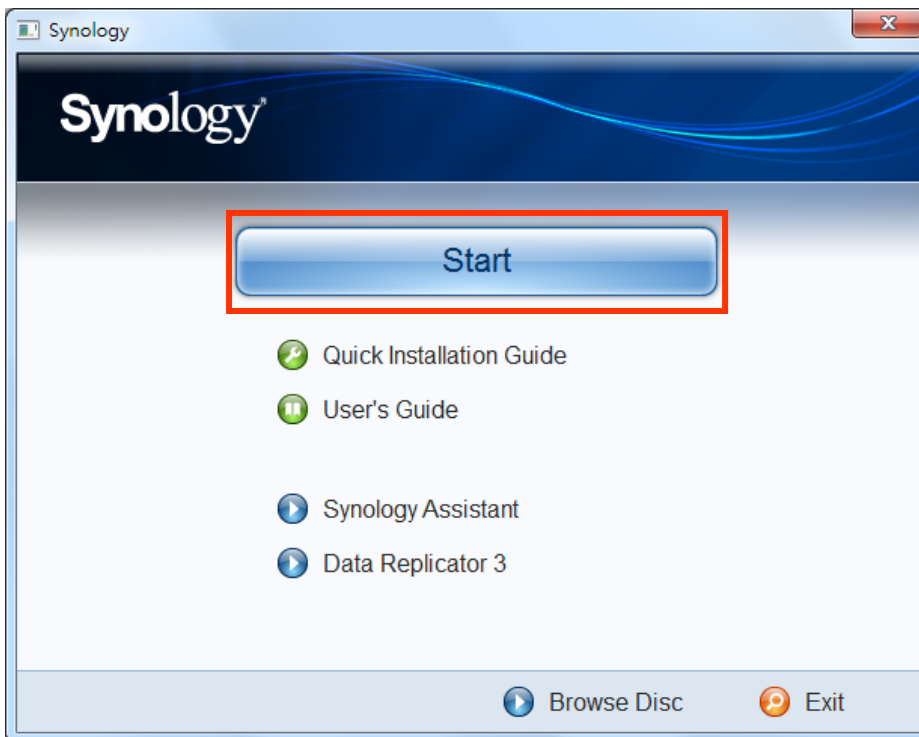 Synology
Synology
Start
Quick Installation Guide
User's Guide
Synology Assistant
Data Replicator 3
Browse Disc
Exit